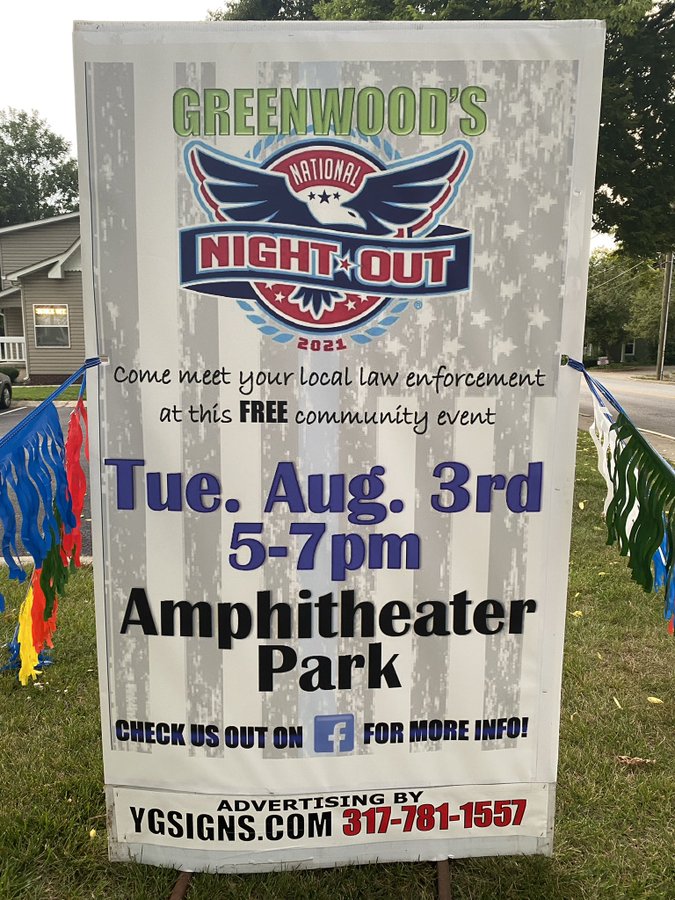 GREENWOOD'S
NATIONAL
NIGHT OUT
2021
Come meet your local law enforcement
at this FREE community event
Tue. Aug. 3rd
5-7pm
Amphitheater
Park
CHECK US OUT ON f FOR MORE INFO!
ADVERTISING BY
YGSIGNS.COM 317-781-1557